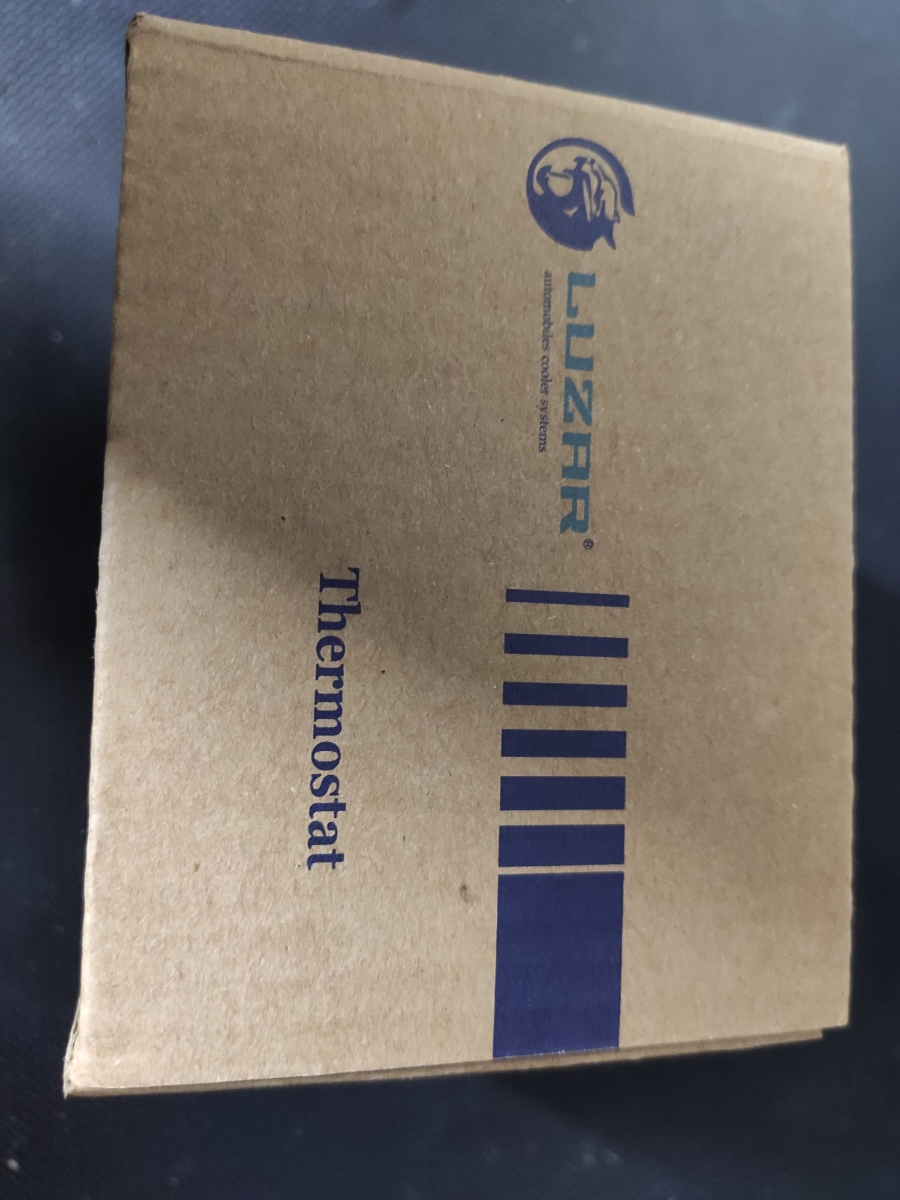 LUZAR®
automobiles cooler systems
Thermostat